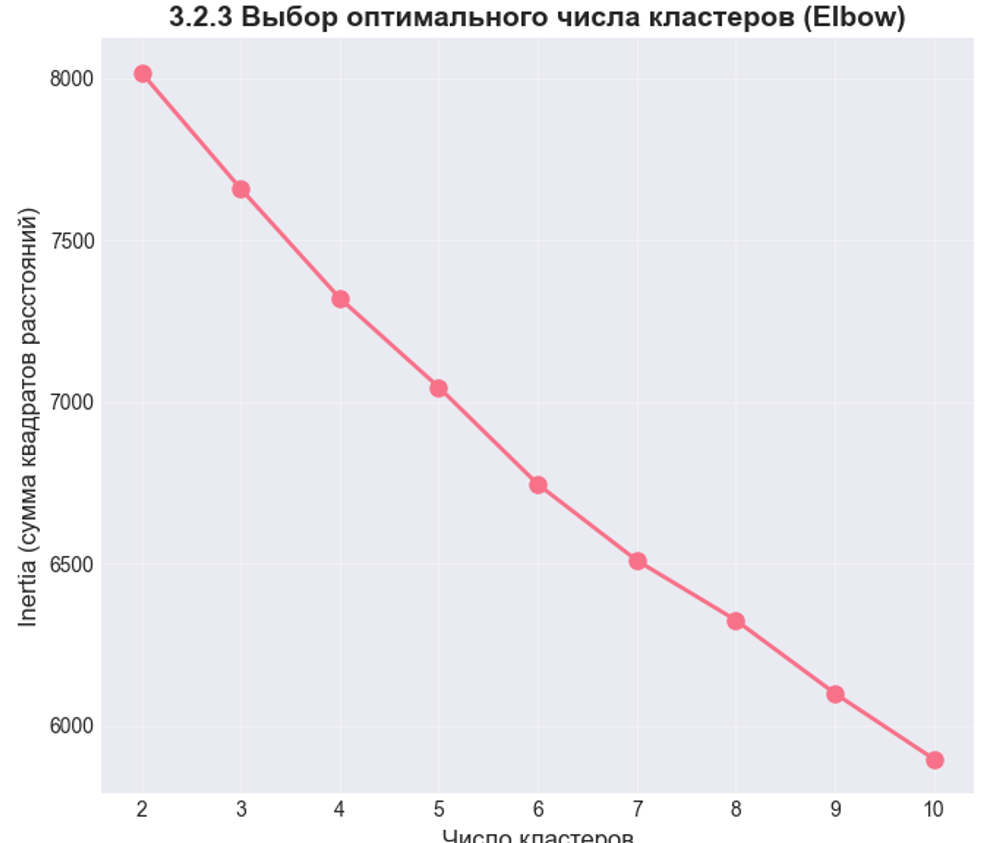 3.2.3 Выбор оптимального числа кластеров (Elbow)
Inertia (сумма квадратов расстояний)
8000
7500
7000
6500
6000
2 3 4 5 6 7 8 9 10
Число кластеров